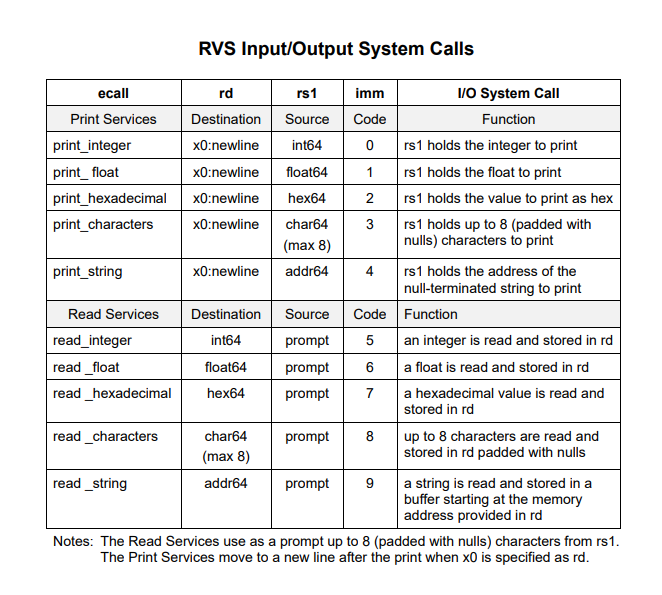 RVS Input/Output System Calls
ecall rd rs1 imm I/O System Call
Print Services Destination Source Code Function
print_integer x0:newline int64 0 rs1 holds the integer to print
print_ float x0:newline float64 1 rs1 holds the float to print
print_hexadecimal x0:newline hex64 2 rs1 holds the value to print as hex
print_characters x0:newline char64 3 rs1 holds up to 8 (padded with
(max 8) nulls) characters to print
print_string x0:newline addr64 4 rs1 holds the address of the
null-terminated string to print
Read Services Destination Source Code Function
read_integer int64 prompt 5 an integer is read and stored in rd
read _float float64 prompt 6 a float is read and stored in rd
read _hexadecimal hex64 prompt 7 a hexadecimal value is read and
stored in rd
read _characters char64 prompt 8 up to 8 characters are read and
(max 8) stored in rd padded with nulls
read _string addr64 prompt 9 a string is read and stored in a
buffer starting at the memory
address provided in rd
Notes: The Read Services use as a prompt up to 8 (padded with nulls) characters from rs1.
The Print Services move to a new line after the print when x0 is specified as rd.